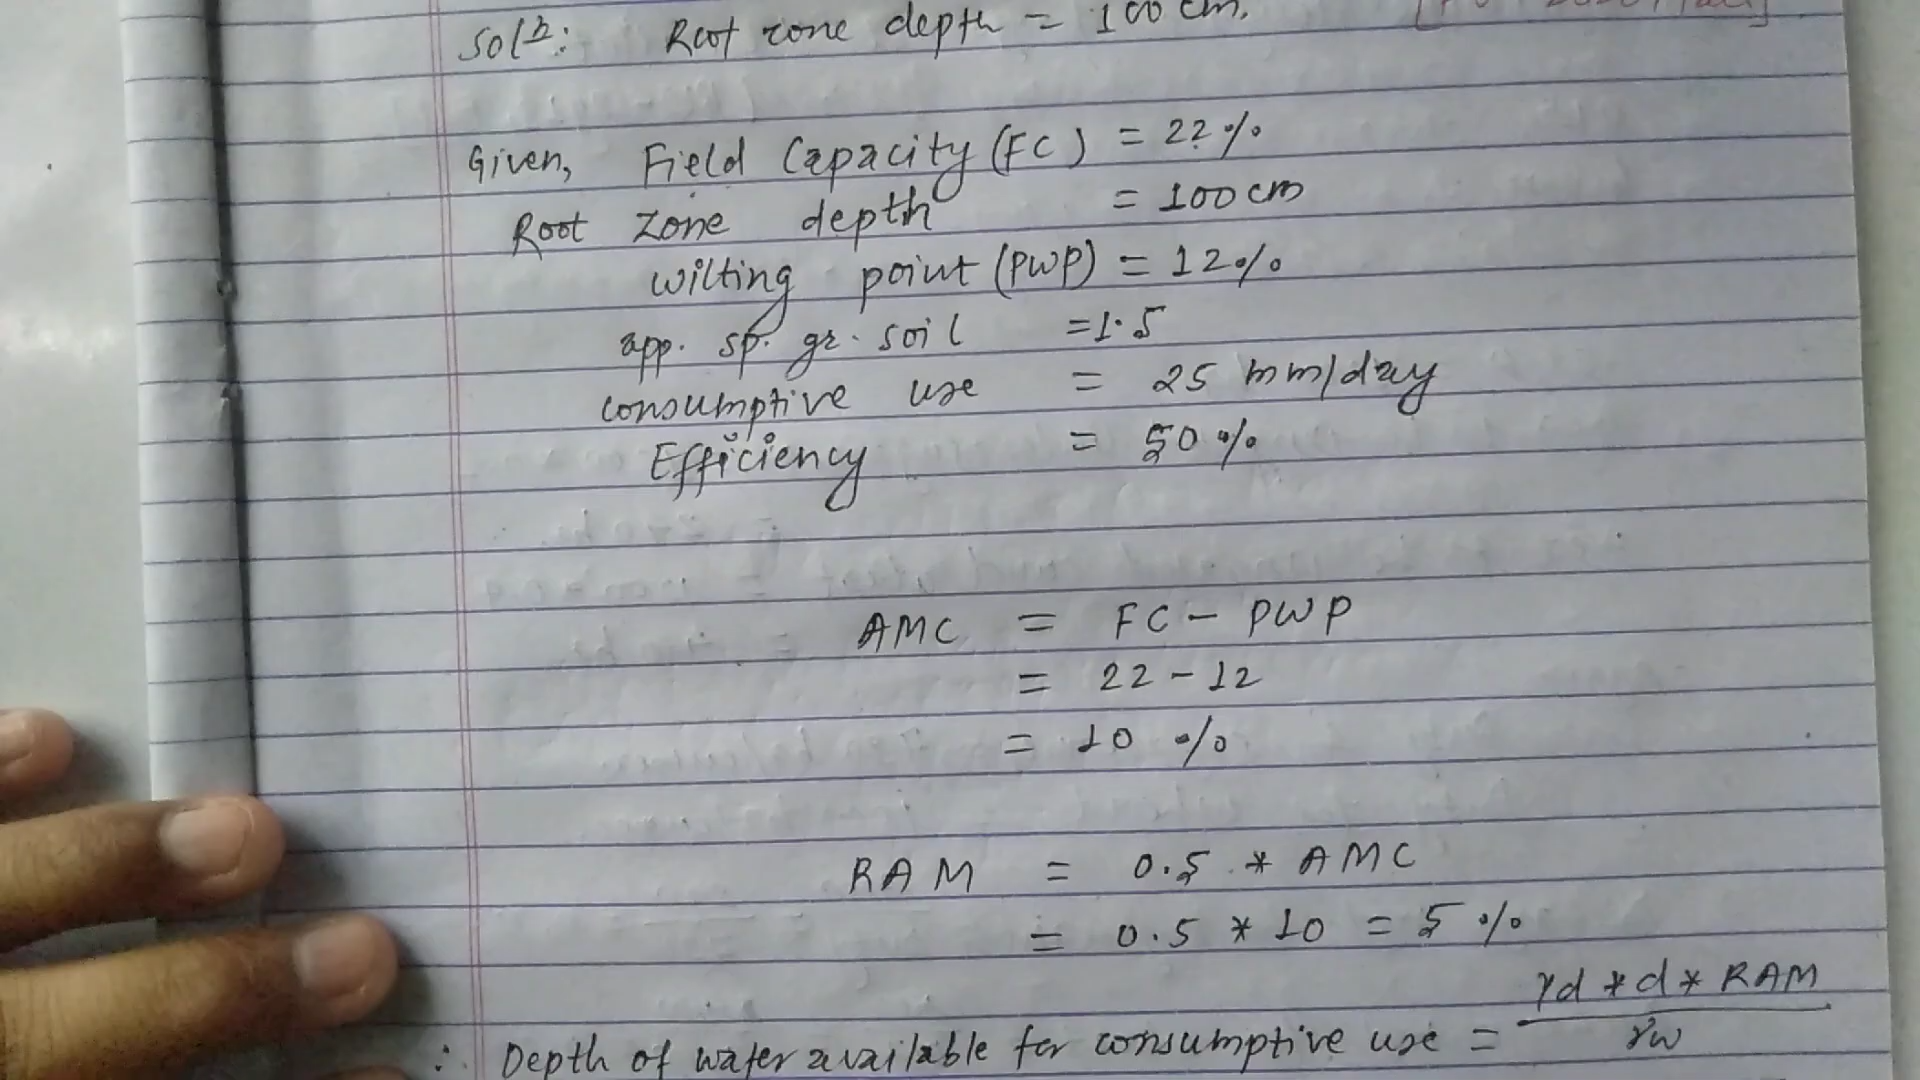 Solⁿ: Root zone depth = 100 cm.
Given, Field Capacity (FC) = 22%
Root zone depth = 100 cm
wilting point (PWP) = 12%
app. sp. gr. soil = 1.5
consumptive use = 25 mm/day
Efficiency = 50%
AMC = FC - PWP
= 22 - 12
= 10 %
RAM = 0.5 * AMC
= 0.5 * 10 = 5 %
∴ Depth of water available for consumptive use = γd * d * RAM / γw